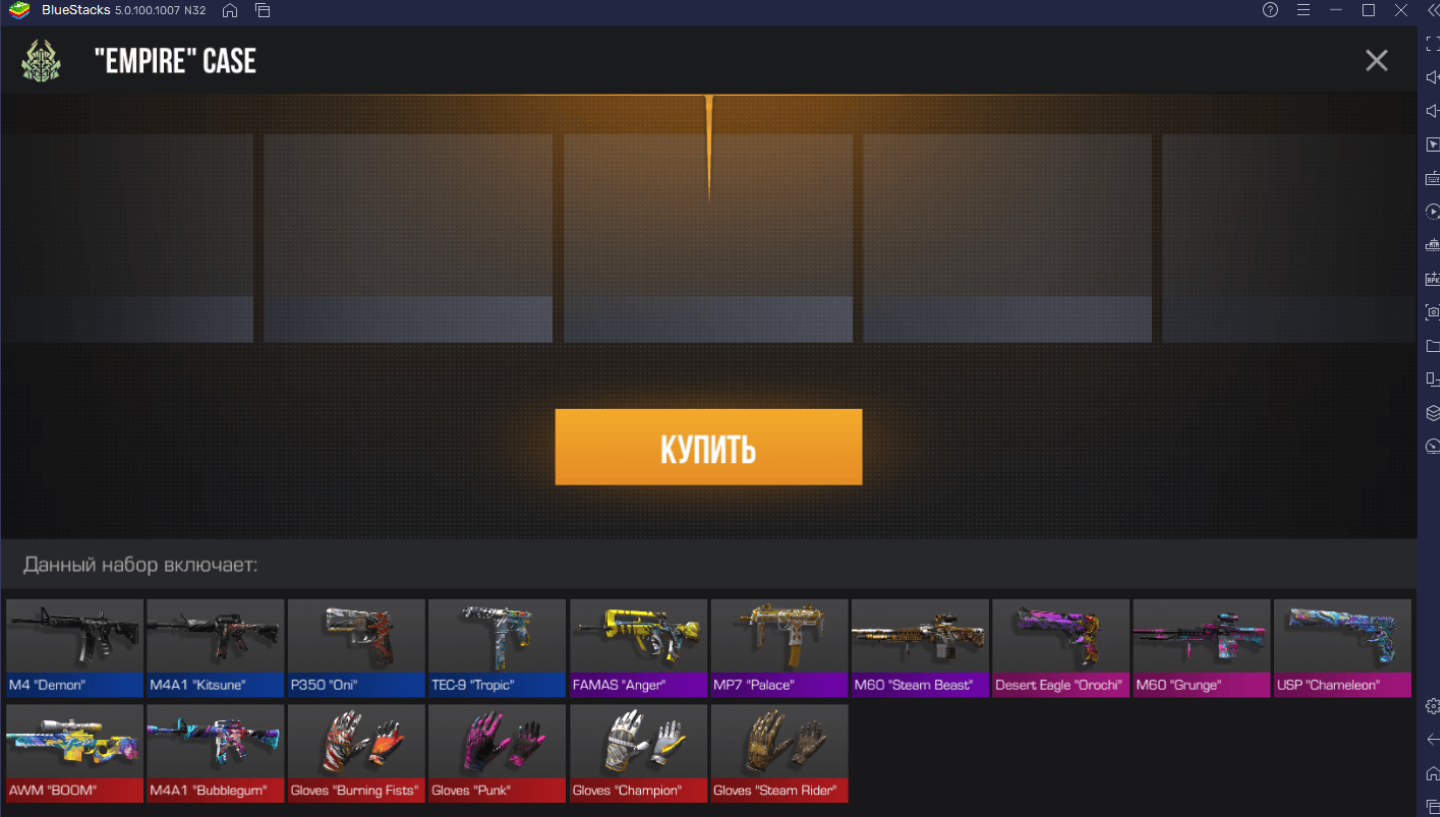 BlueStacks 5.0.100.1007 N32
"EMPIRE" CASE
КУПИТЬ
Данный набор включает:
M4 "Demon"
M4A1 "Kitsune"
P350 "Oni"
TEC-9 "Tropic"
FAMAS "Anger"
MP7 "Palace"
M60 "Steam Beast"
Desert Eagle "Orochi"
M60 "Grunge"
USP "Chameleon"
AWM "BOOM"
M4A1 "Bubblegum"
Gloves "Burning Fists"
Gloves "Punk"
Gloves "Champion"
Gloves "Steam Rider"